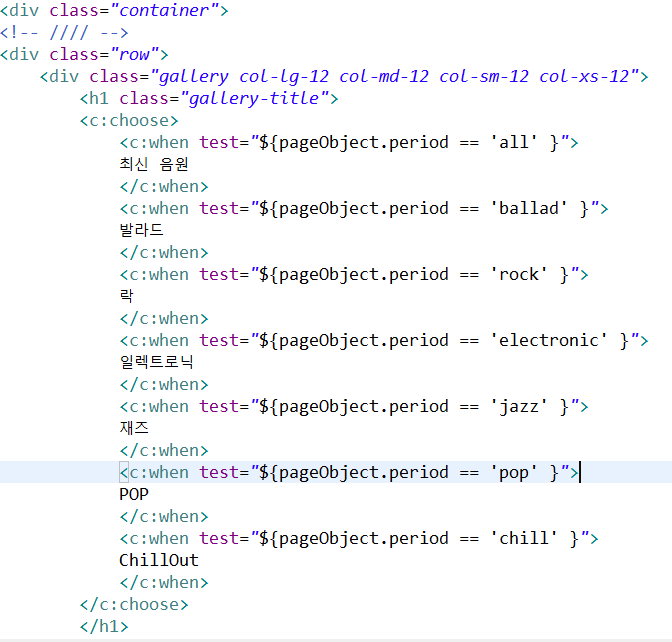 <div class="container">
<!-- //// -->
<div class="row">
    <div class="gallery col-lg-12 col-md-12 col-sm-12 col-xs-12">
        <h1 class="gallery-title">
        <c:choose>
            <c:when test="${pageObject.period == 'all' }">
            최신 음원
            </c:when>
            <c:when test="${pageObject.period == 'ballad' }">
            발라드
            </c:when>
            <c:when test="${pageObject.period == 'rock' }">
            락
            </c:when>
            <c:when test="${pageObject.period == 'electronic' }">
            일렉트로닉
            </c:when>
            <c:when test="${pageObject.period == 'jazz' }">
            재즈
            </c:when>
            <c:when test="${pageObject.period == 'pop' }">
            POP
            </c:when>
            <c:when test="${pageObject.period == 'chill' }">
            ChillOut
            </c:when>
        </c:choose>
        </h1>